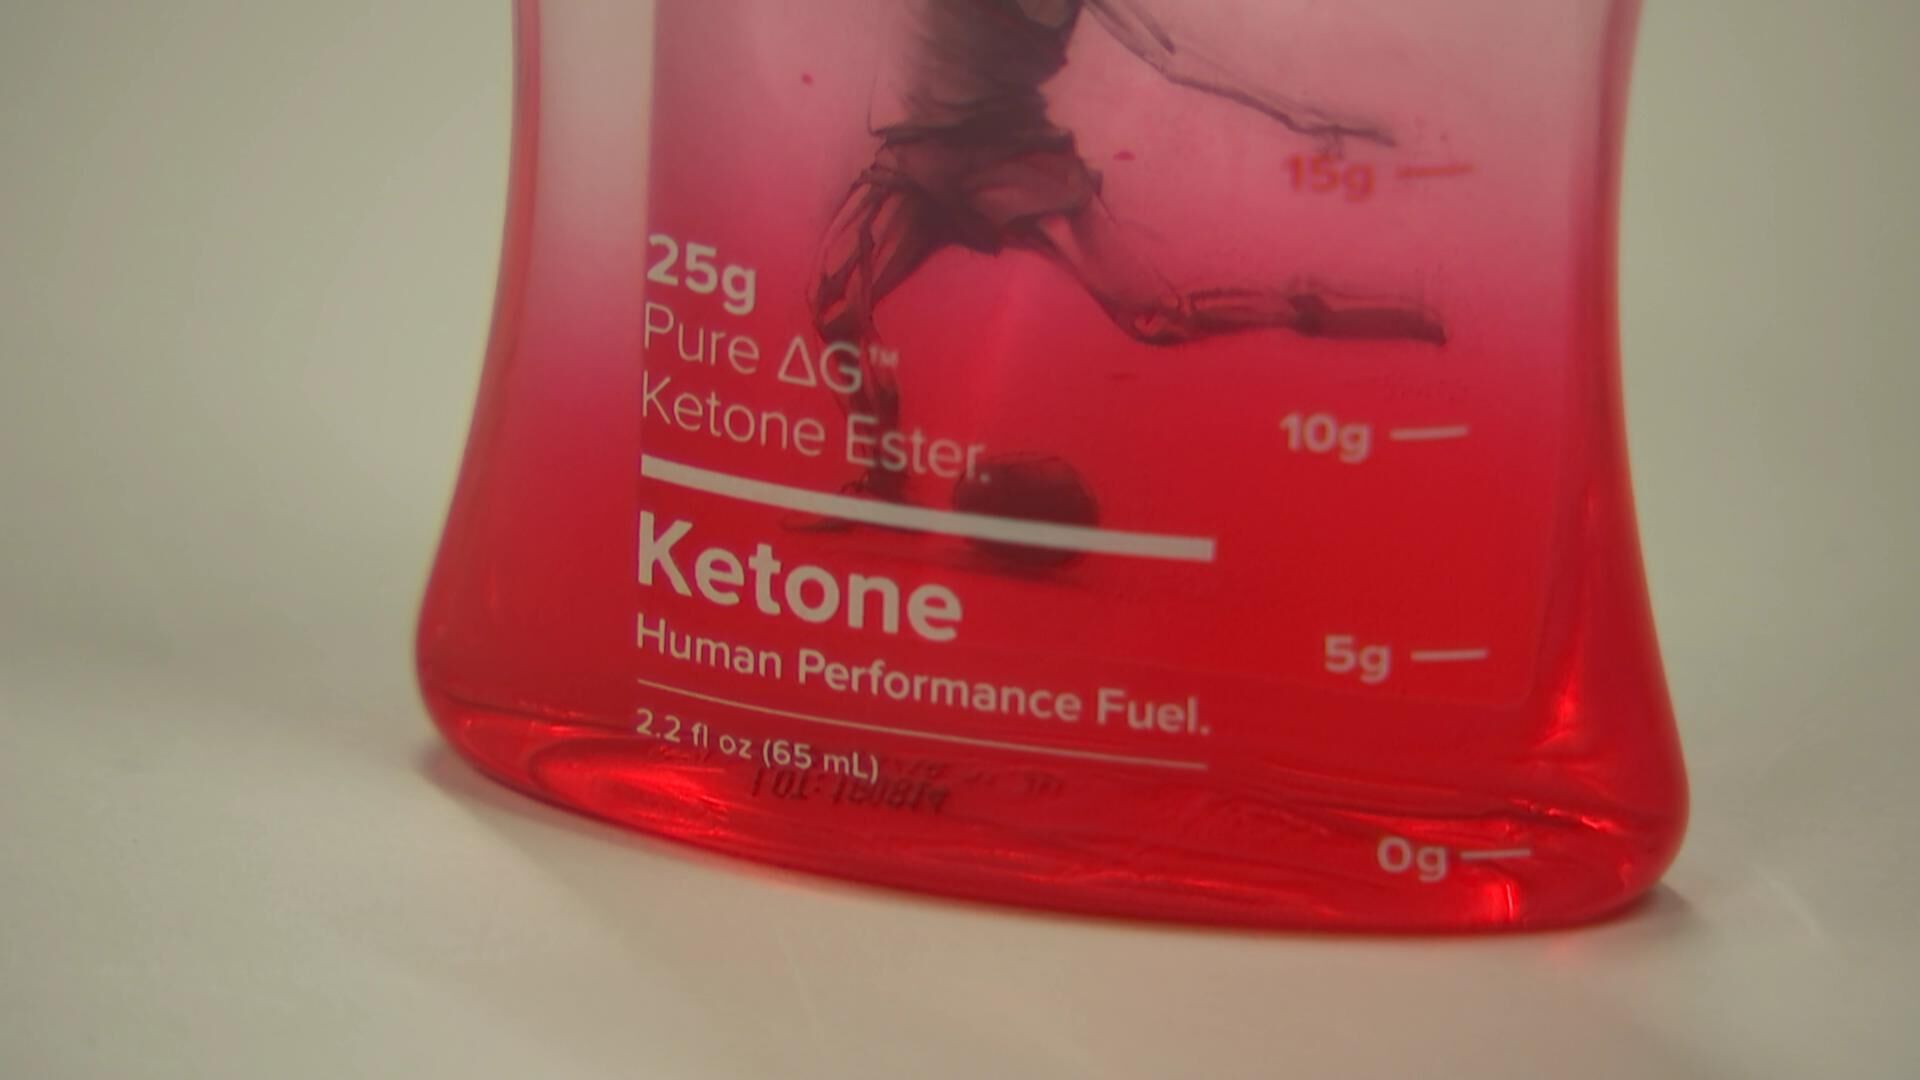 15g
25g
Pure ΔG™
Ketone Ester.
10g
Ketone
Human Performance Fuel.
5g
2.2 fl oz (65 mL)
0g